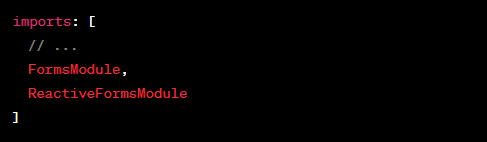 imports: [
// ...
FormsModule,
ReactiveFormsModule
]